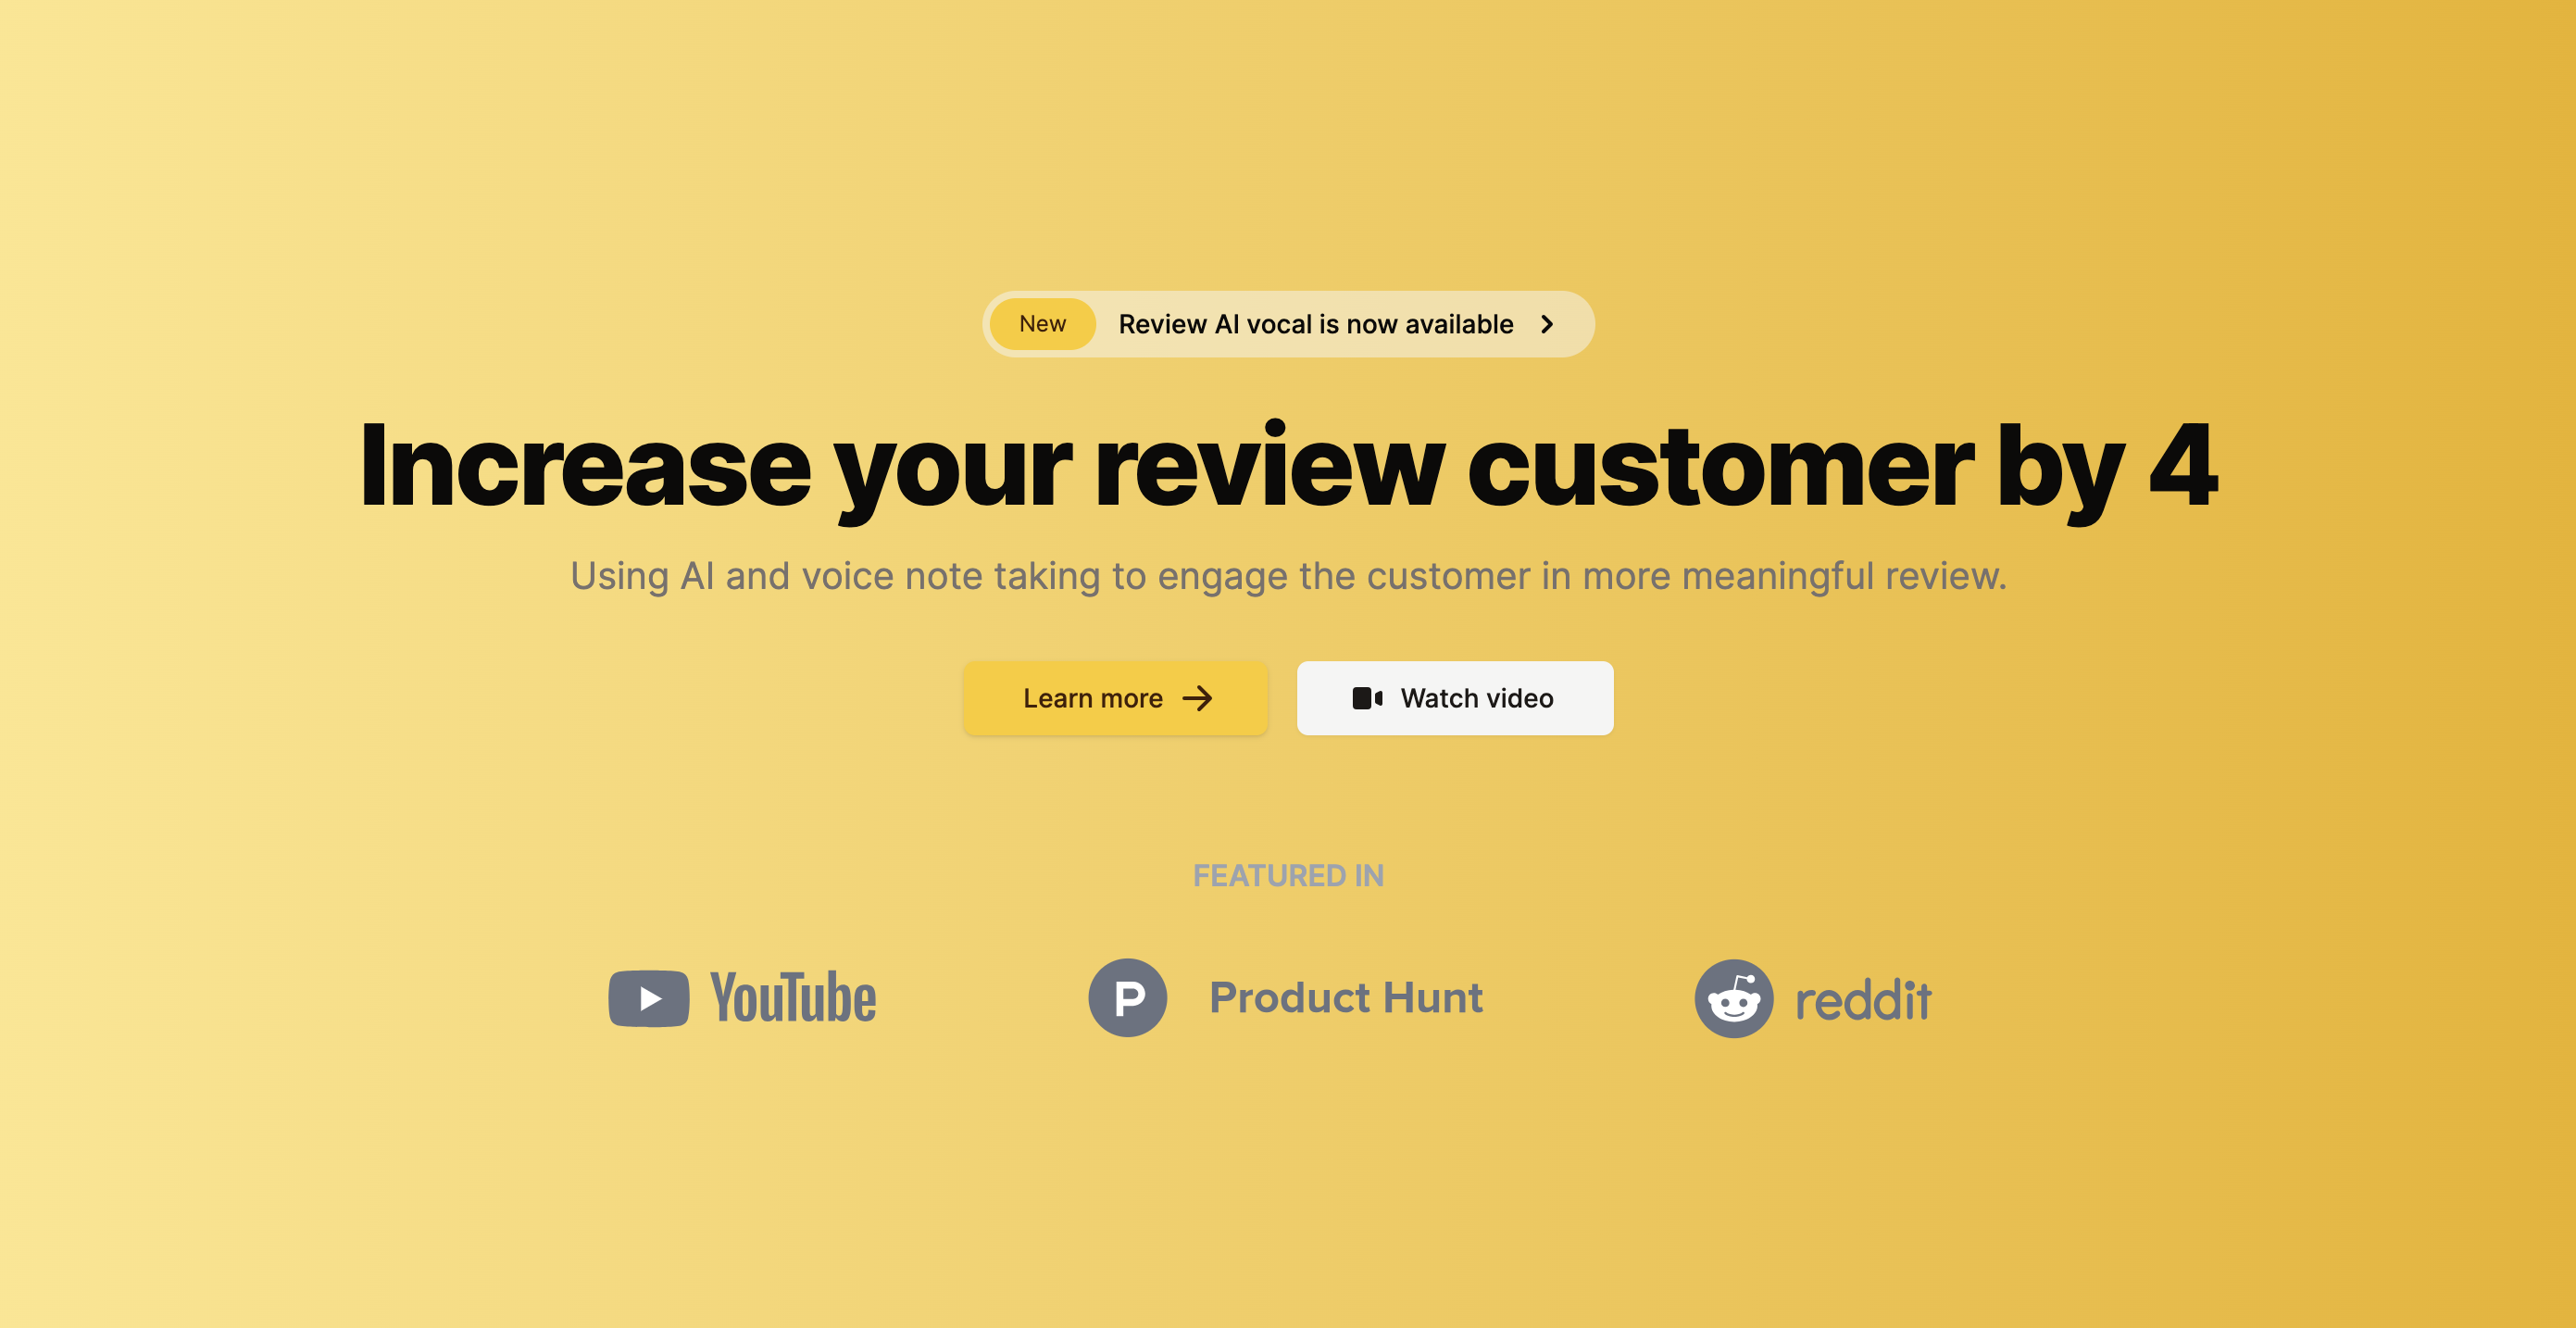 New Review AI vocal is now available
Increase your review customer by 4
Using AI and voice note taking to engage the customer in more meaningful review.
Learn more Watch video
FEATURED IN
YouTube P Product Hunt reddit